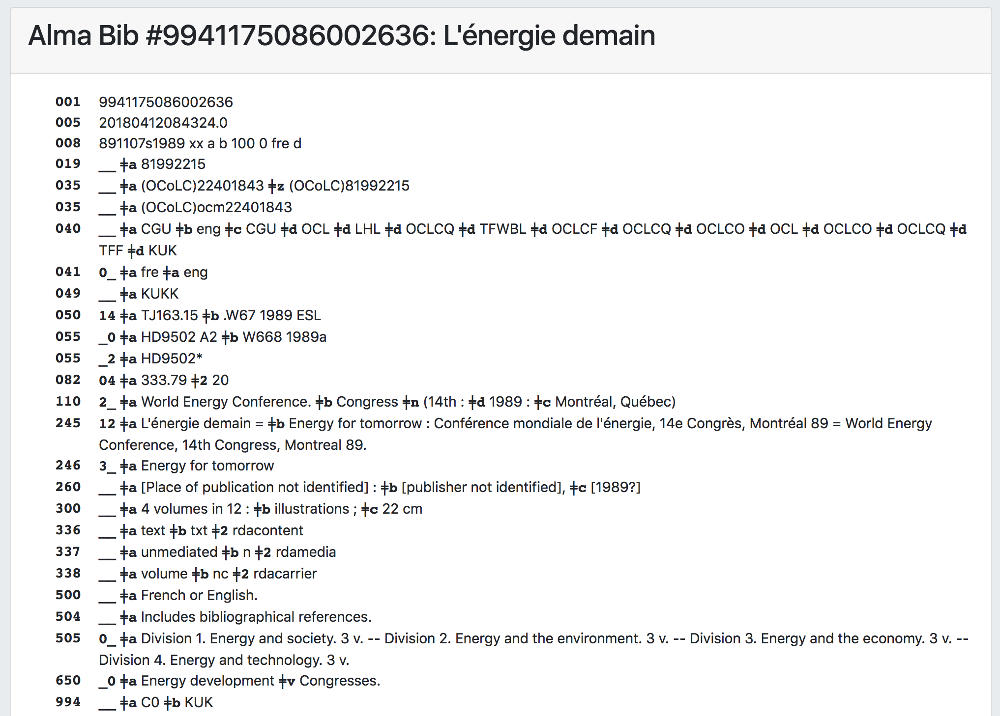 Alma Bib #9941175086002636: L'énergie demain
001 9941175086002636
005 20180412084324.0
008 891107s1989 xx a b 100 0 fre d
019 __ ǂa 81992215
035 __ ǂa (OCoLC)22401843 ǂz (OCoLC)81992215
035 __ ǂa (OCoLC)ocm22401843
040 __ ǂa CGU ǂb eng ǂc CGU ǂd OCL ǂd LHL ǂd OCLCQ ǂd TFWBL ǂd OCLCF ǂd OCLCQ ǂd OCLCO ǂd OCL ǂd OCLCO ǂd OCLCQ ǂd
TFF ǂd KUK
041 0_ ǂa fre ǂa eng
049 __ ǂa KUKK
050 14 ǂa TJ163.15 ǂb .W67 1989 ESL
055 _0 ǂa HD9502 A2 ǂb W668 1989a
055 _2 ǂa HD9502*
082 04 ǂa 333.79 ǂ2 20
110 2_ ǂa World Energy Conference. ǂb Congress ǂn (14th : ǂd 1989 : ǂc Montréal, Québec)
245 12 ǂa L'énergie demain = ǂb Energy for tomorrow : Conférence mondiale de l'énergie, 14e Congrès, Montréal 89 = World Energy
Conference, 14th Congress, Montreal 89.
246 3_ ǂa Energy for tomorrow
260 __ ǂa [Place of publication not identified] : ǂb [publisher not identified], ǂc [1989?]
300 __ ǂa 4 volumes in 12 : ǂb illustrations ; ǂc 22 cm
336 __ ǂa text ǂb txt ǂ2 rdacontent
337 __ ǂa unmediated ǂb n ǂ2 rdamedia
338 __ ǂa volume ǂb nc ǂ2 rdacarrier
500 __ ǂa French or English.
504 __ ǂa Includes bibliographical references.
505 0_ ǂa Division 1. Energy and society. 3 v. -- Division 2. Energy and the environment. 3 v. -- Division 3. Energy and the economy. 3 v. --
Division 4. Energy and technology. 3 v.
650 _0 ǂa Energy development ǂv Congresses.
994 __ ǂa C0 ǂb KUK